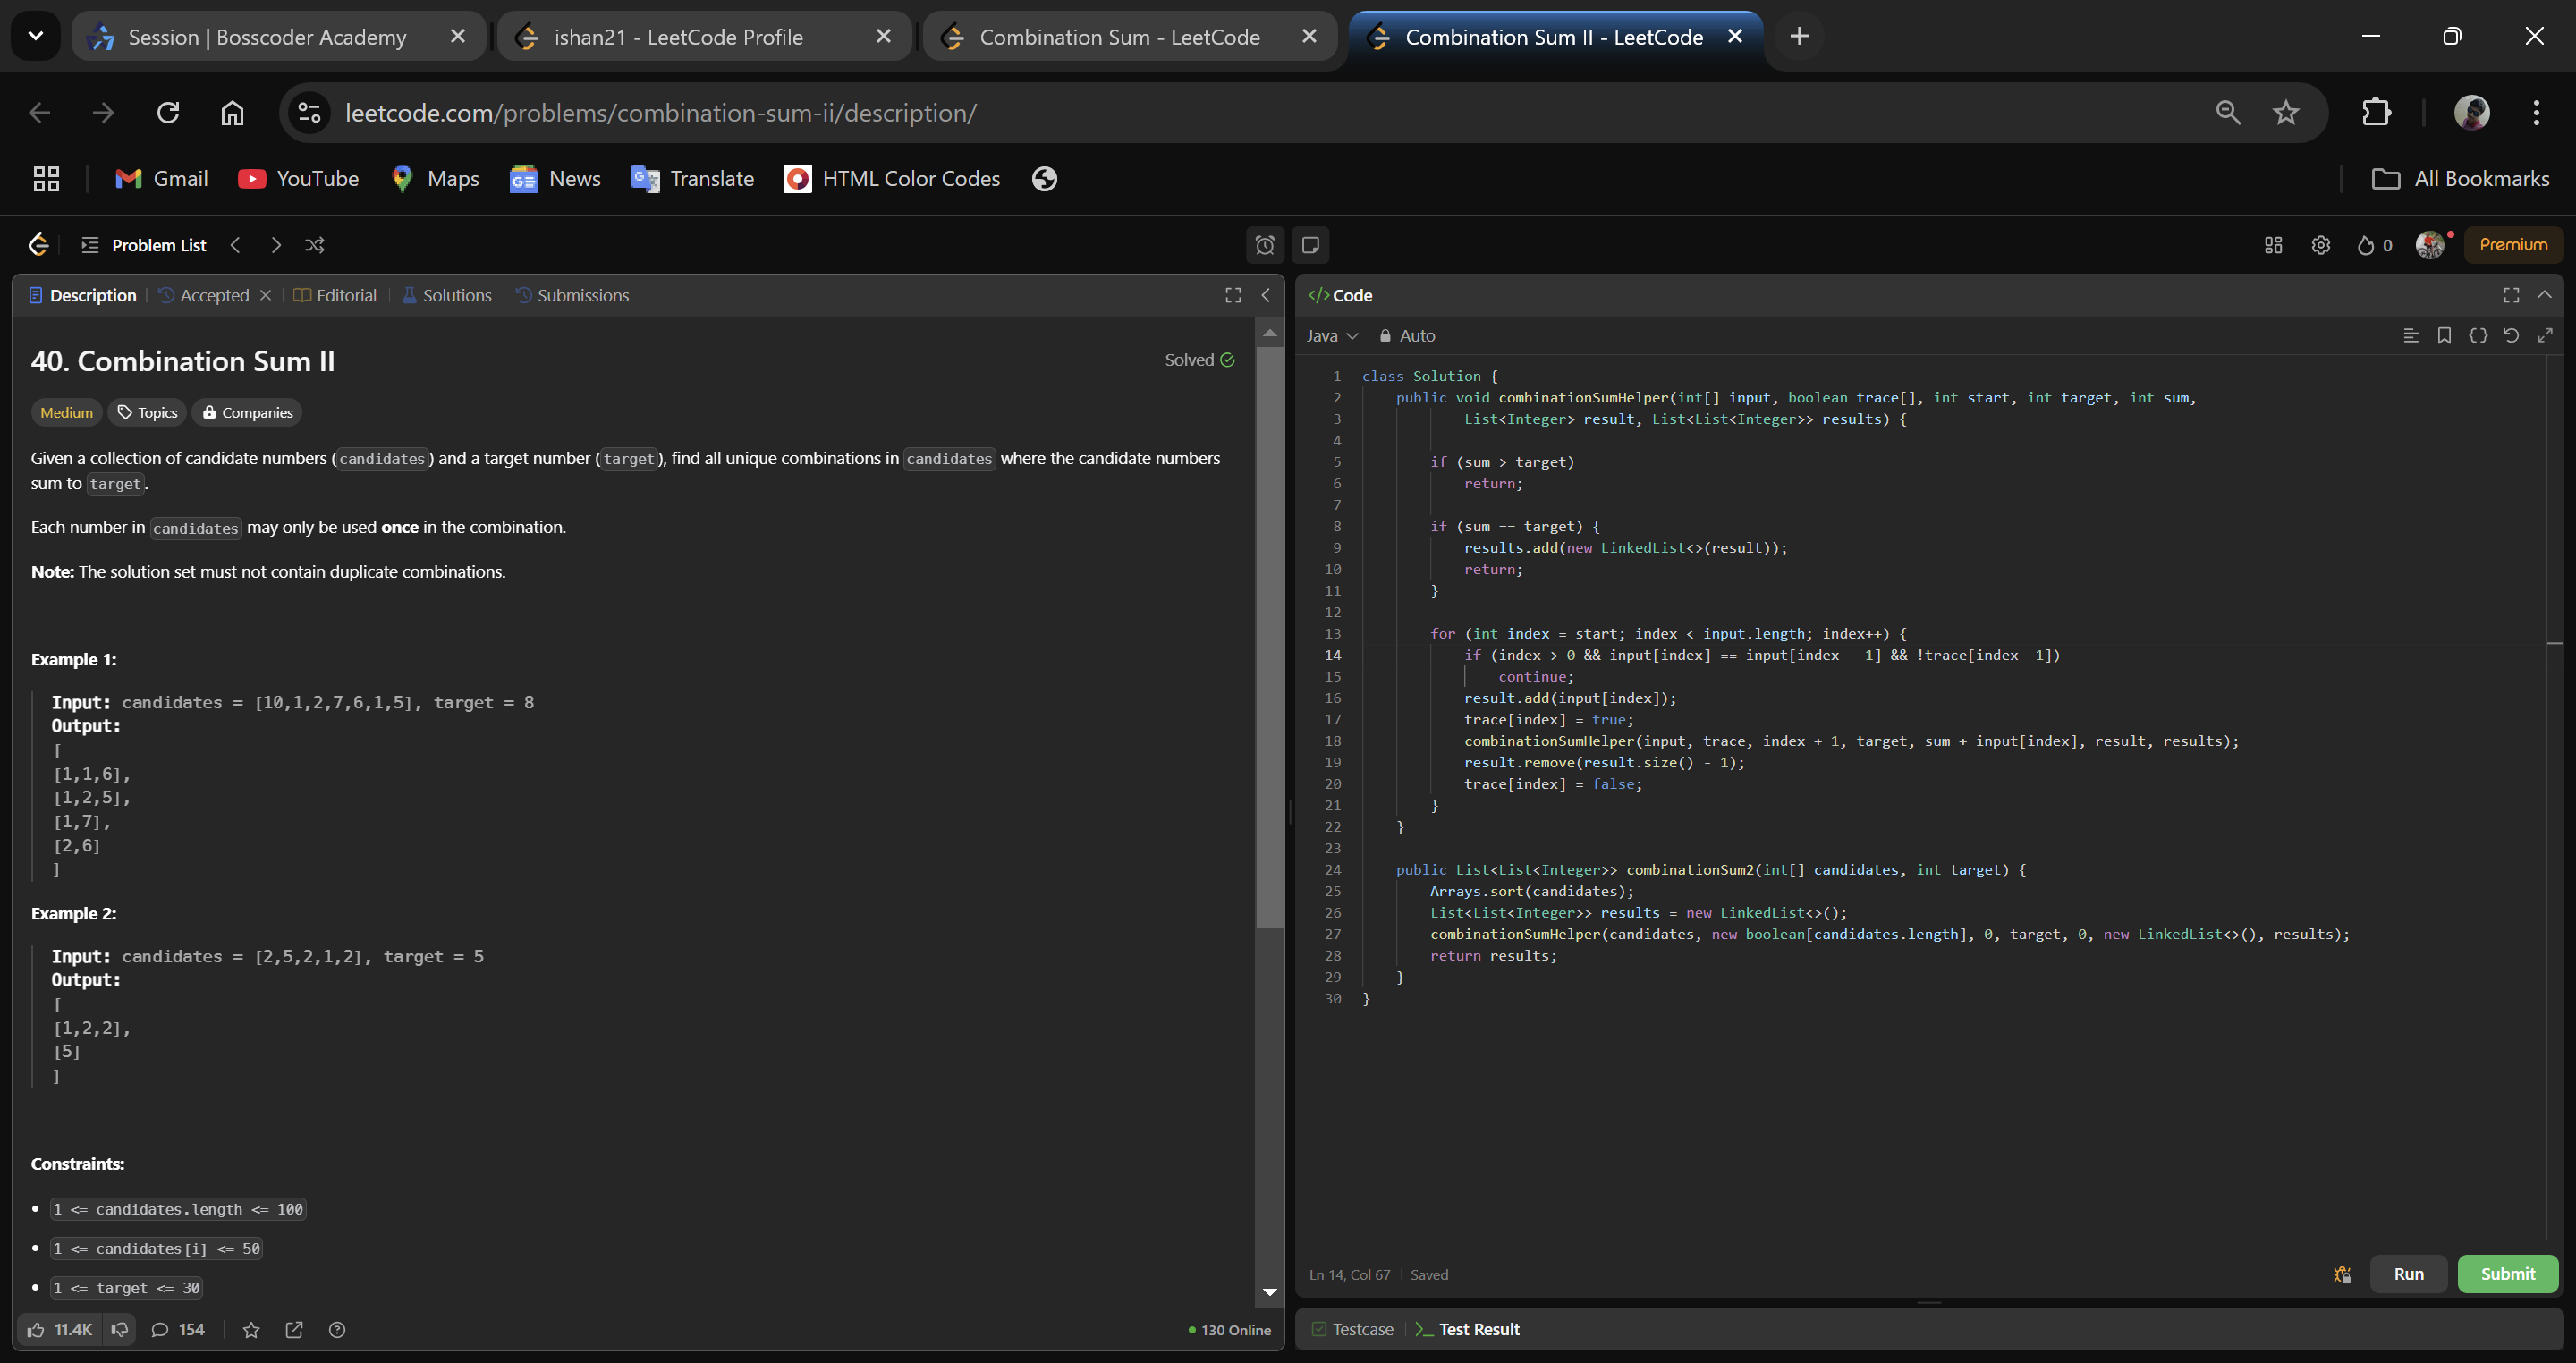 Session | Bosscoder Academy
ishan21 - LeetCode Profile
Combination Sum - LeetCode
Combination Sum II - LeetCode
leetcode.com/problems/combination-sum-ii/description/
Gmail
YouTube
Maps
News
Translate
HTML Color Codes
All Bookmarks
Problem List
0
Premium
Description
Accepted
Editorial
Solutions
Submissions
40. Combination Sum II
Solved
Medium
Topics
Companies
Given a collection of candidate numbers (candidates) and a target number (target), find all unique combinations in candidates where the candidate numbers
sum to target.
Each number in candidates may only be used once in the combination.
Note: The solution set must not contain duplicate combinations.
Example 1:
Input: candidates = [10,1,2,7,6,1,5], target = 8
Output:
[
[1,1,6],
[1,2,5],
[1,7],
[2,6]
]
Example 2:
Input: candidates = [2,5,2,1,2], target = 5
Output:
[
[1,2,2],
[5]
]
Constraints:
• 1 <= candidates.length <= 100
• 1 <= candidates[i] <= 50
• 1 <= target <= 30
11.4K
154
130 Online
</> Code
Java
Auto
1 class Solution {
2 public void combinationSumHelper(int[] input, boolean trace[], int start, int target, int sum,
3 List<Integer> result, List<List<Integer>> results) {
4
5 if (sum > target)
6 return;
7
8 if (sum == target) {
9 results.add(new LinkedList<>(result));
10 return;
11 }
12
13 for (int index = start; index < input.length; index++) {
14 if (index > 0 && input[index] == input[index - 1] && !trace[index -1])
15 continue;
16 result.add(input[index]);
17 trace[index] = true;
18 combinationSumHelper(input, trace, index + 1, target, sum + input[index], result, results);
19 result.remove(result.size() - 1);
20 trace[index] = false;
21 }
22 }
23
24 public List<List<Integer>> combinationSum2(int[] candidates, int target) {
25 Arrays.sort(candidates);
26 List<List<Integer>> results = new LinkedList<>();
27 combinationSumHelper(candidates, new boolean[candidates.length], 0, target, 0, new LinkedList<>(), results);
28 return results;
29 }
30 }
Ln 14, Col 67
Saved
Run
Submit
Testcase
Test Result